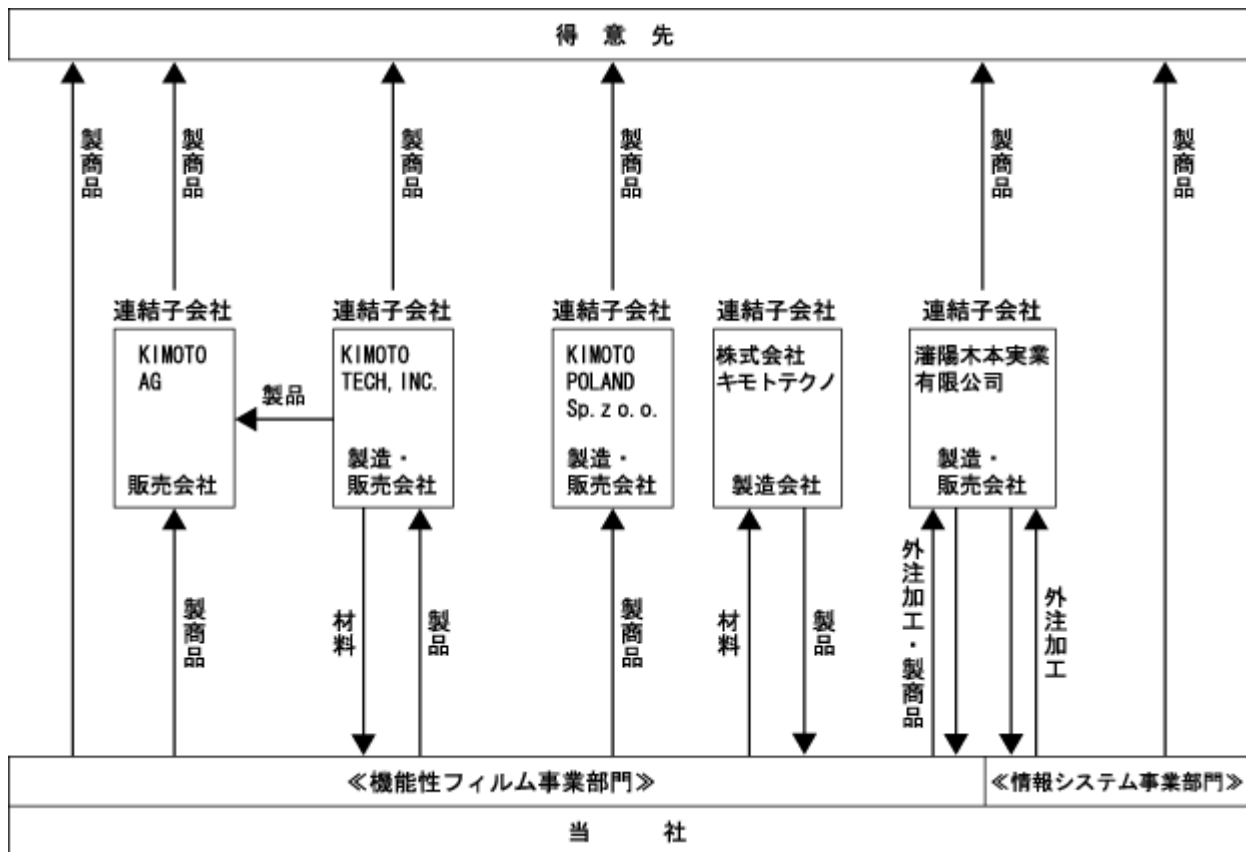 得意先
製商品
製商品
製商品
製商品
製商品
製商品
連結子会社
KIMOTO
AG
販売会社
製品
連結子会社
KIMOTO
TECH, INC.
製造・
販売会社
連結子会社
KIMOTO
POLAND
Sp. z o. o.
製造・
販売会社
連結子会社
株式会社
キモトテクノ
製造会社
連結子会社
瀋陽木本実業
有限公司
製造・
販売会社
製商品
材料
製品
製商品
材料
製品
外注加工・製商品
外注加工
≪機能性フィルム事業部門≫
≪情報システム事業部門≫
当社